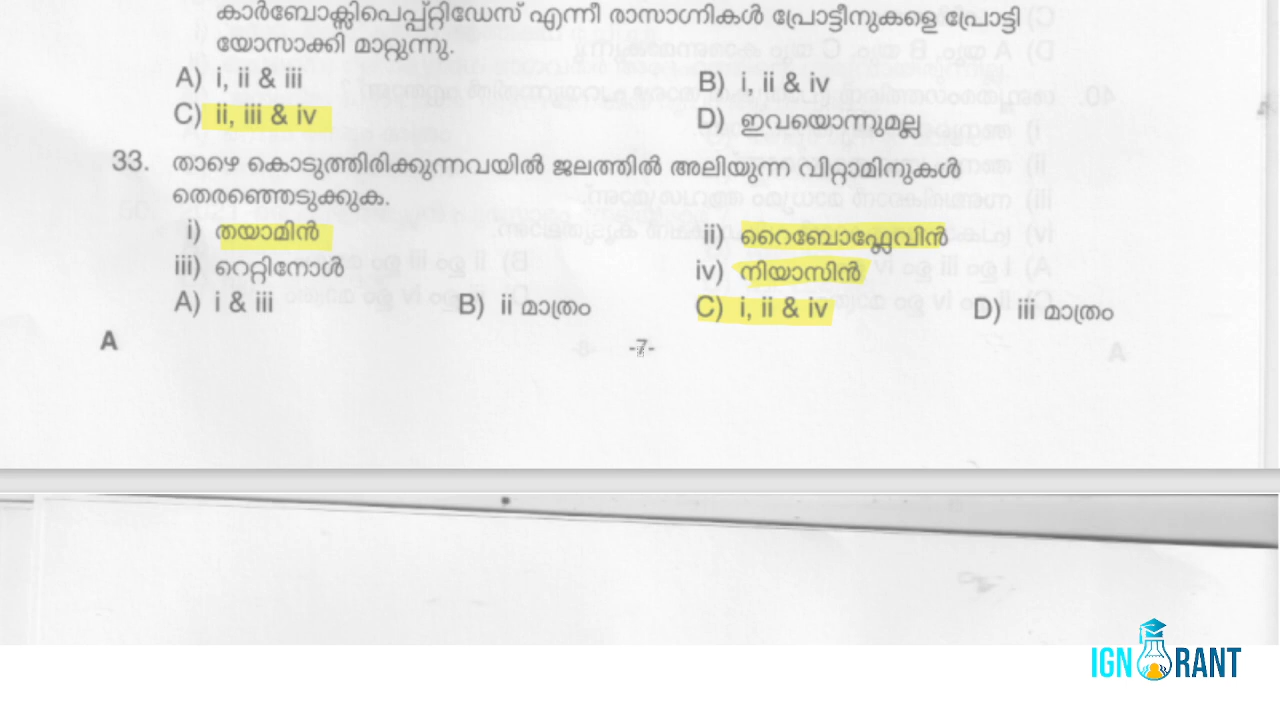 കാർബോക്സിപെപ്പ്റ്റിഡേസ് എന്നീ രാസാഗ്നികൾ പ്രോട്ടീനുകളെ പ്രോട്ടി
യോസാക്കി മാറ്റുന്നു.
A) i, ii & iii B) i, ii & iv
C) ii, iii & iv D) ഇവയൊന്നുമല്ല
33. താഴെ കൊടുത്തിരിക്കുന്നവയിൽ ജലത്തിൽ അലിയുന്ന വിറ്റാമിനുകൾ
തെരഞ്ഞെടുക്കുക.
i) തയാമിൻ ii) റൈബോഫ്ലേവിൻ
iii) റെറ്റിനോൾ iv) നിയാസിൻ
A) i & iii B) ii മാത്രം C) i, ii & iv D) iii മാത്രം
A -7-
IGNORANT